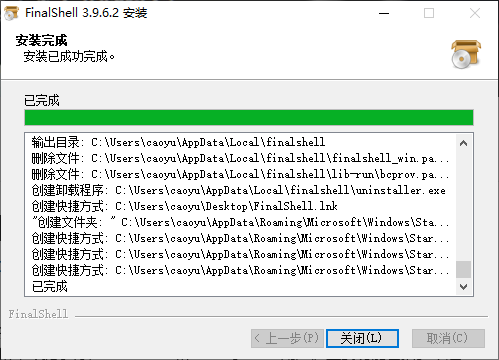 FinalShell 3.9.6.2 安装
安装完成
安装已成功完成。
已完成
输出目录: C:\Users\caoyu\AppData\Local\finalshell
删除文件: C:\Users\caoyu\AppData\Local\finalshell\finalshell_win.pa...
删除文件: C:\Users\caoyu\AppData\Local\finalshell\lib-run\bcprov.pa...
创建卸载程序: C:\Users\caoyu\AppData\Local\finalshell\uninstaller.exe
创建快捷方式: C:\Users\caoyu\Desktop\FinalShell.lnk
"创建文件夹: " C:\Users\caoyu\AppData\Roaming\Microsoft\Windows\Sta...
创建快捷方式: C:\Users\caoyu\AppData\Roaming\Microsoft\Windows\Star...
创建快捷方式: C:\Users\caoyu\AppData\Roaming\Microsoft\Windows\Star...
创建快捷方式: C:\Users\caoyu\AppData\Roaming\Microsoft\Windows\Star...
已完成
FinalShell
< 上一步(P) 关闭(L) 取消(C)